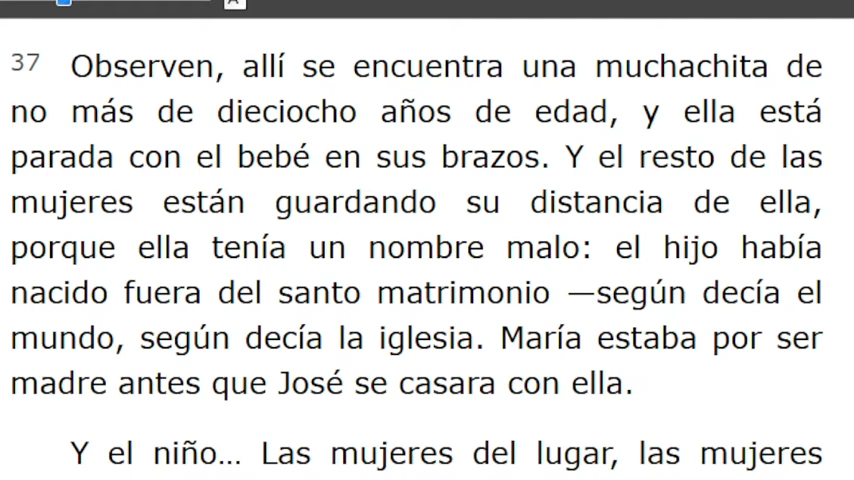 37 Observen, allí se encuentra una muchachita de
no más de dieciocho años de edad, y ella está
parada con el bebé en sus brazos. Y el resto de las
mujeres están guardando su distancia de ella,
porque ella tenía un nombre malo: el hijo había
nacido fuera del santo matrimonio —según decía el
mundo, según decía la iglesia. María estaba por ser
madre antes que José se casara con ella.
Y el niño… Las mujeres del lugar, las mujeres